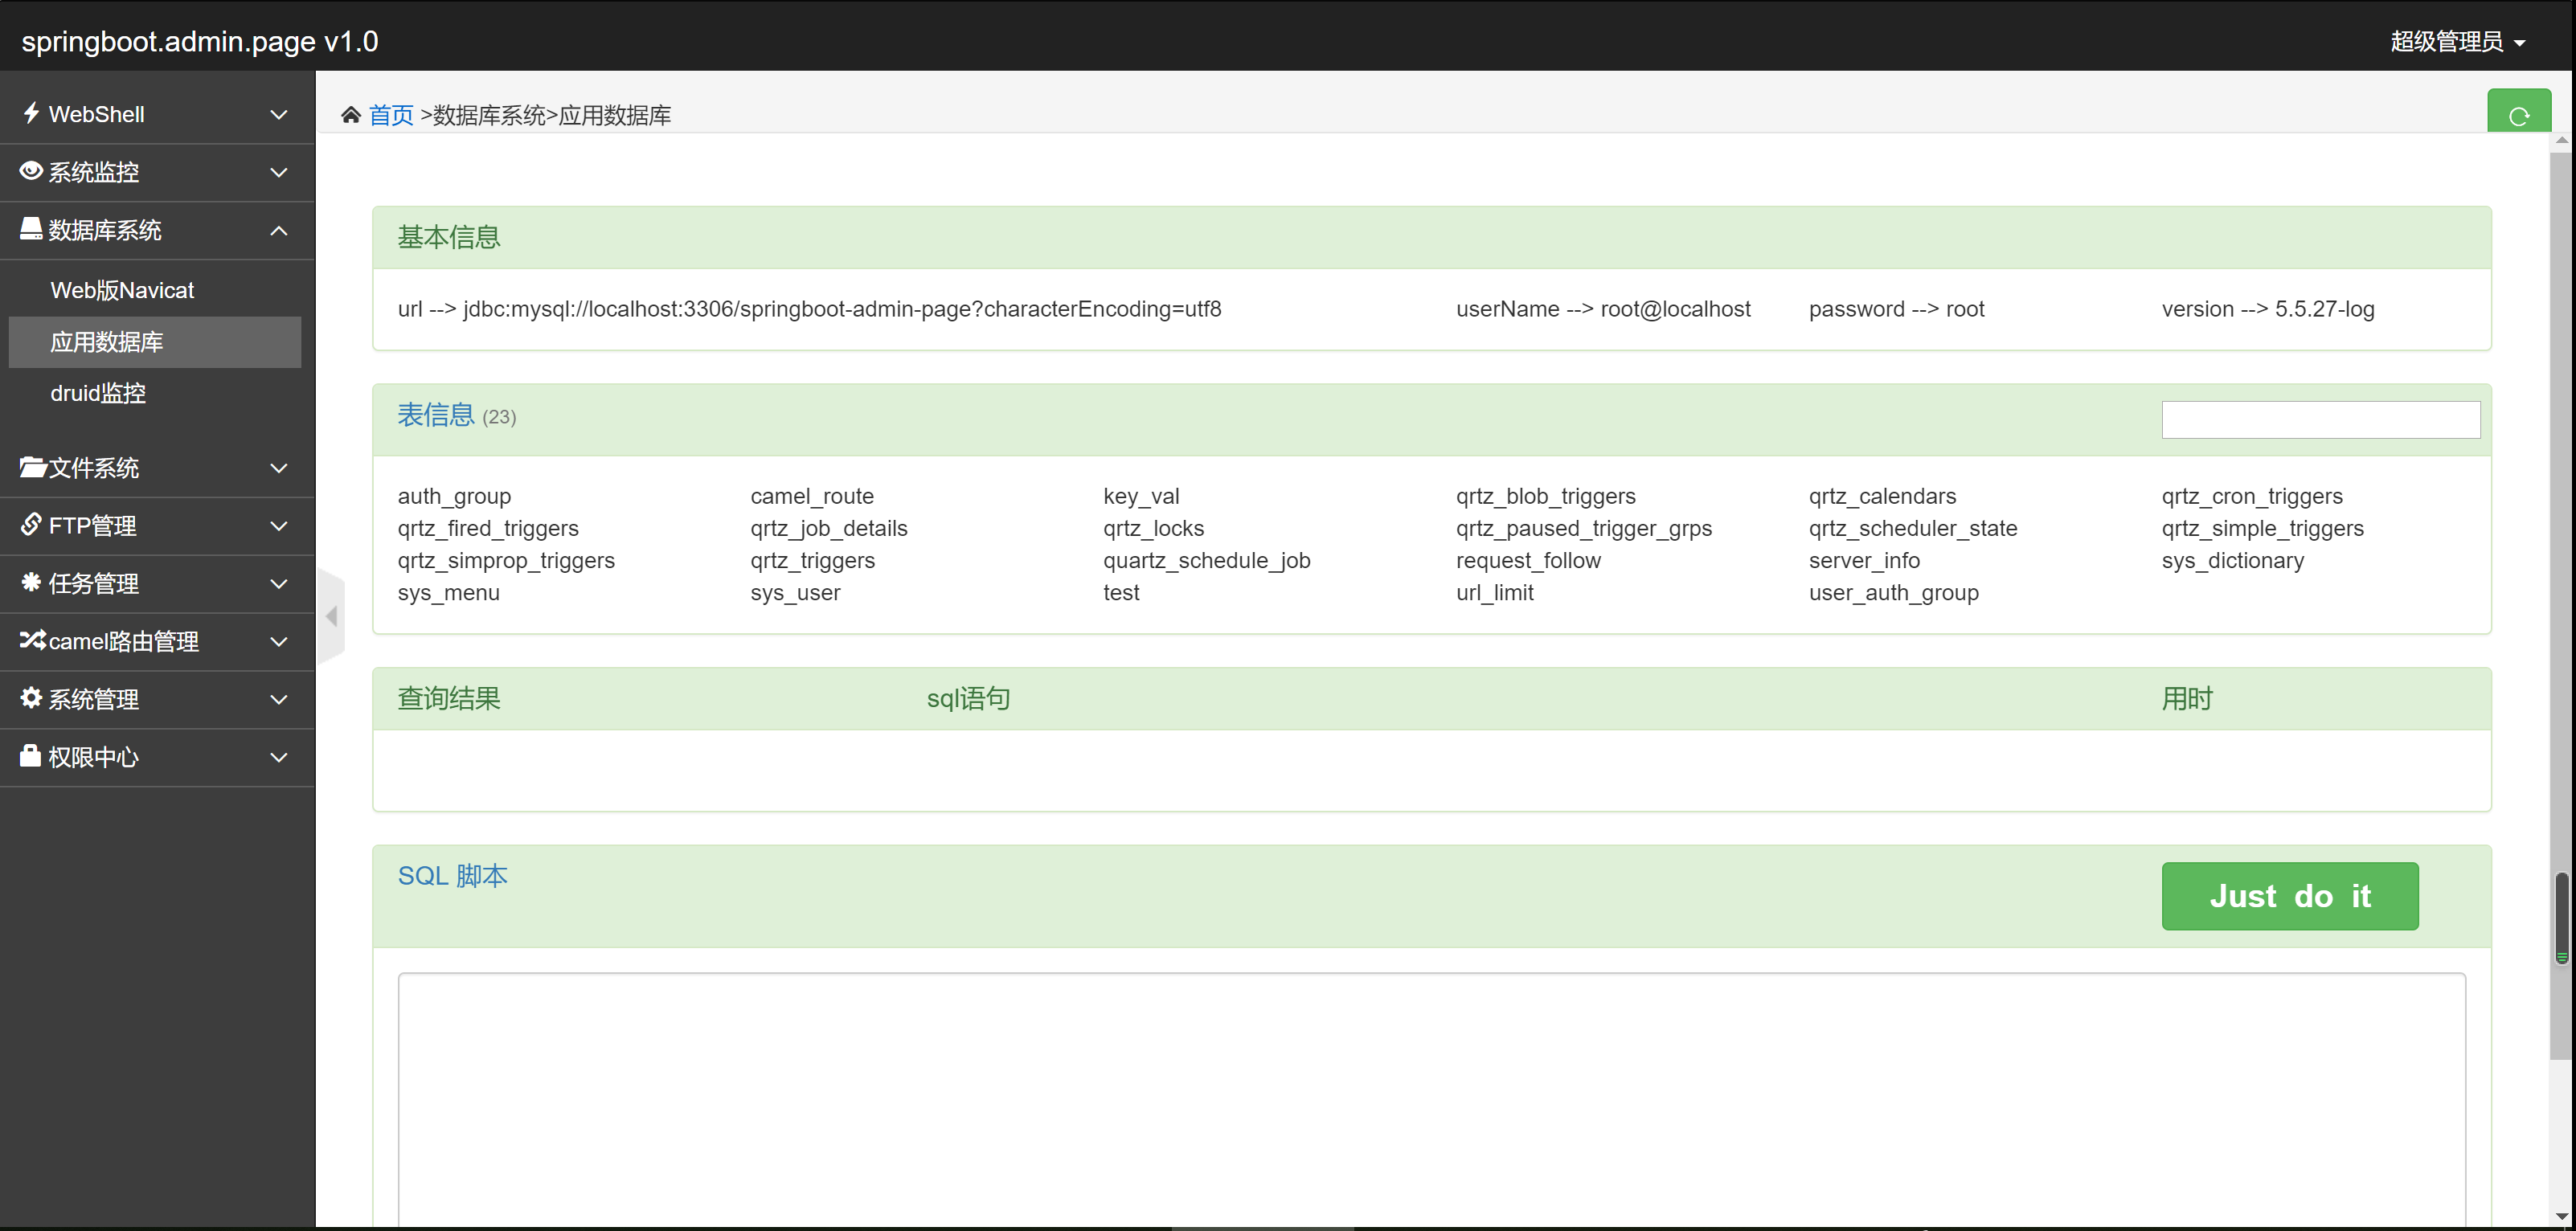 springboot.admin.page v1.0
超级管理员
WebShell
系统监控
数据库系统
Web版Navicat
应用数据库
druid监控
文件系统
FTP管理
任务管理
camel路由管理
系统管理
权限中心
首页 >数据库系统>应用数据库
基本信息
url --> jdbc:mysql://localhost:3306/springboot-admin-page?characterEncoding=utf8 userName --> root@localhost password --> root version --> 5.5.27-log
表信息 (23)
auth_group camel_route key_val qrtz_blob_triggers qrtz_calendars qrtz_cron_triggers
qrtz_fired_triggers qrtz_job_details qrtz_locks qrtz_paused_trigger_grps qrtz_scheduler_state qrtz_simple_triggers
qrtz_simprop_triggers qrtz_triggers quartz_schedule_job request_follow server_info sys_dictionary
sys_menu sys_user test url_limit user_auth_group
查询结果 sql语句 用时
SQL 脚本 Just do it